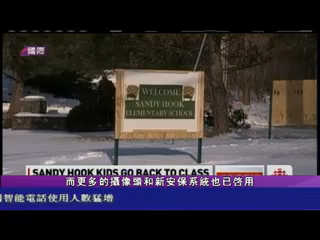 國際
WELCOME
SANDY HOOK
ELEMENTARY SCHOOL
SANDY HOOK KIDS GO BACK TO CLASS
而更多的攝像頭和新安保系統也已啓用
智能電話使用人數猛增